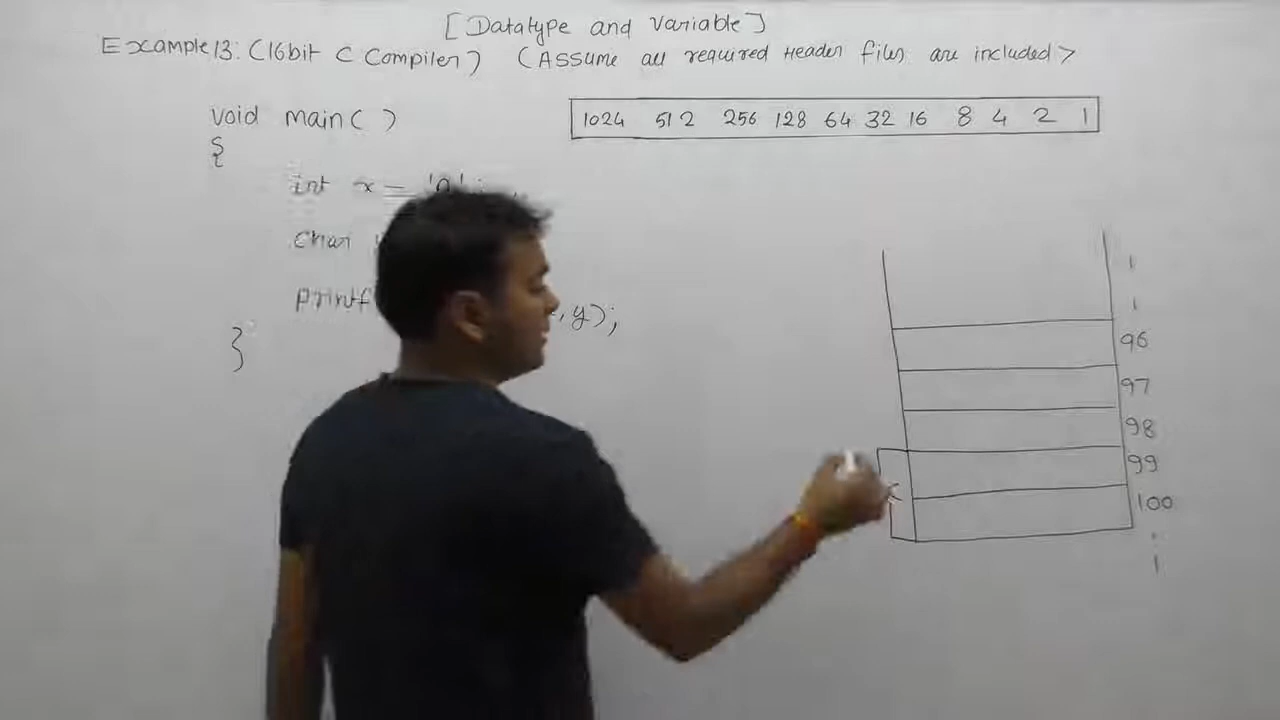 [Datatype and Variable]
Example 13: (16bit C Compiler) (Assume all required Header files are included>
void main( )
{
int x =
char
printf
,y);
}
1024 512 256 128 64 32 16 8 4 2 1
96
97
98
99
100